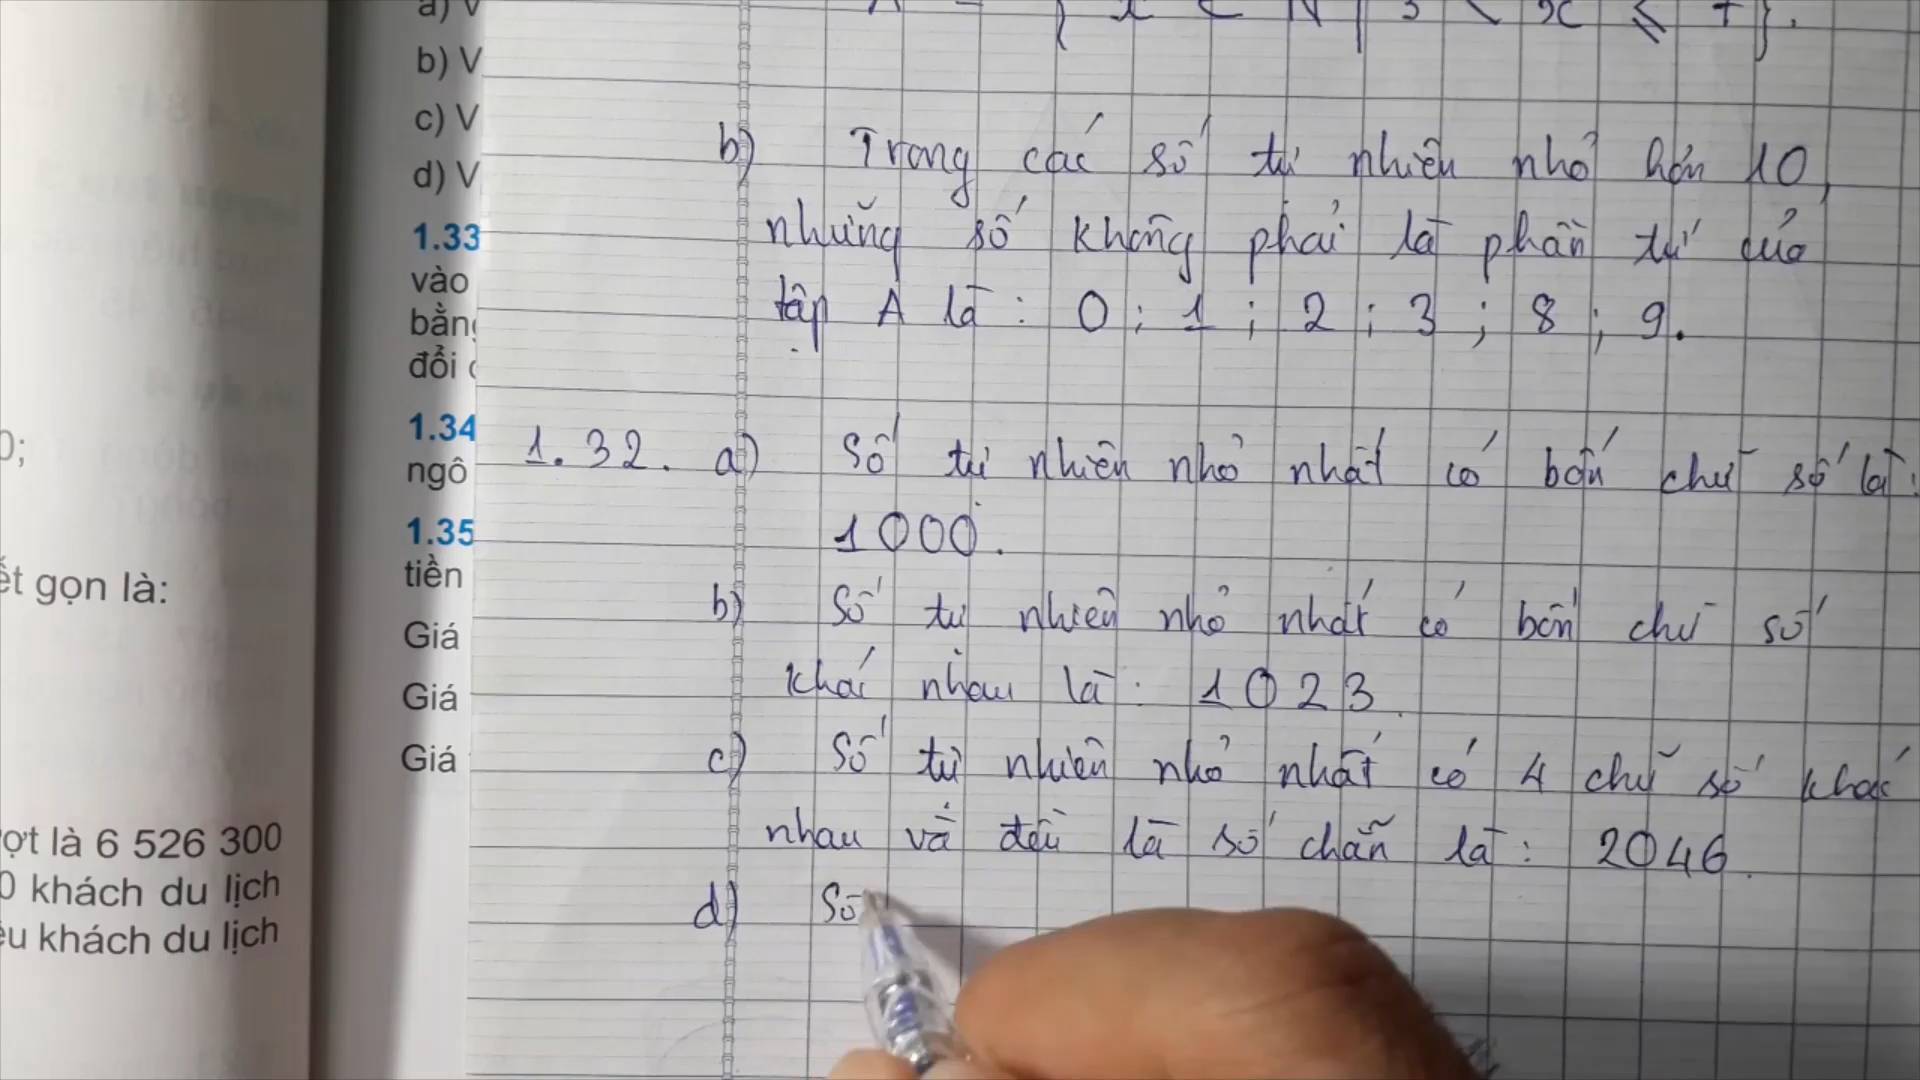 A = { x ∈ N | 3 < x ≤ 7 }.
b) Trong các số tự nhiên nhỏ hơn 10,
những số không phải là phần tử của
tập A là : 0 ; 1 ; 2 ; 3 ; 8 ; 9.
1.32. a) Số tự nhiên nhỏ nhất có bốn chữ số là :
1000.
b) Số tự nhiên nhỏ nhất có bốn chữ số
khác nhau là : 1023.
c) Số tự nhiên nhỏ nhất có 4 chữ số khác
nhau và đều là số chẵn là : 2046.
d) Số
a) V
b) V
c) V
d) V
1.33
vào
bằng
đổi
1.34
ngô
1.35
tiền
Giá
Giá
Giá
0;
ết gọn là:
ợt là 6 526 300
0 khách du lịch
ều khách du lịch